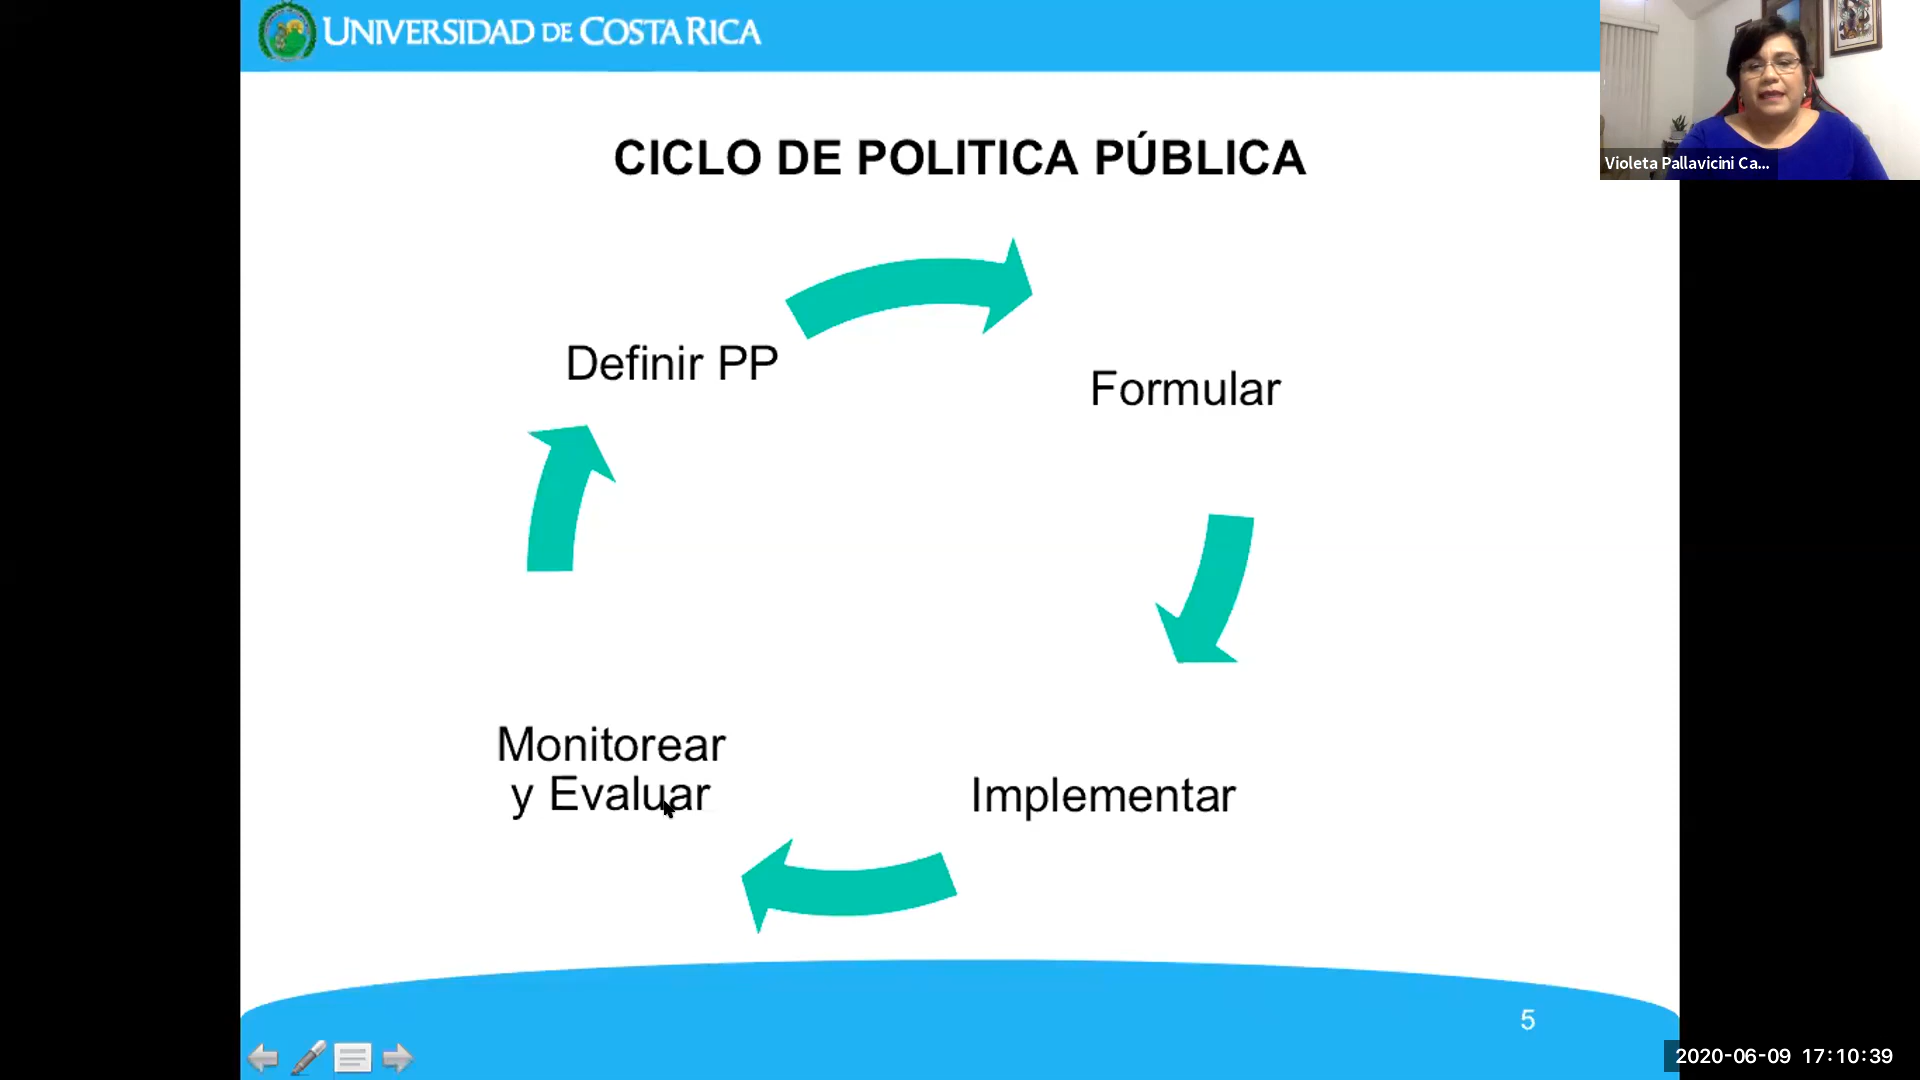 UNIVERSIDAD DE COSTA RICA
Violeta Pallavicini Ca...
CICLO DE POLITICA PÚBLICA
Definir PP
Formular
Monitorear
y Evaluar
Implementar
5
2020-06-09 17:10:39